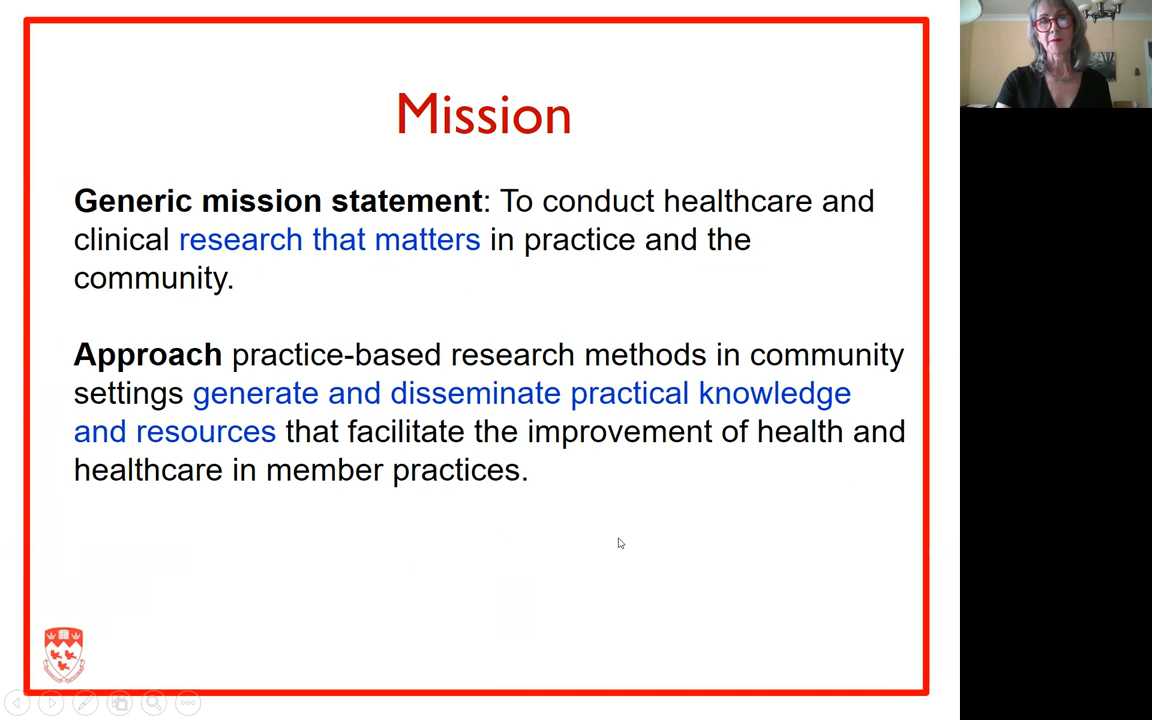 Mission
Generic mission statement: To conduct healthcare and
clinical research that matters in practice and the
community.
Approach practice-based research methods in community
settings generate and disseminate practical knowledge
and resources that facilitate the improvement of health and
healthcare in member practices.